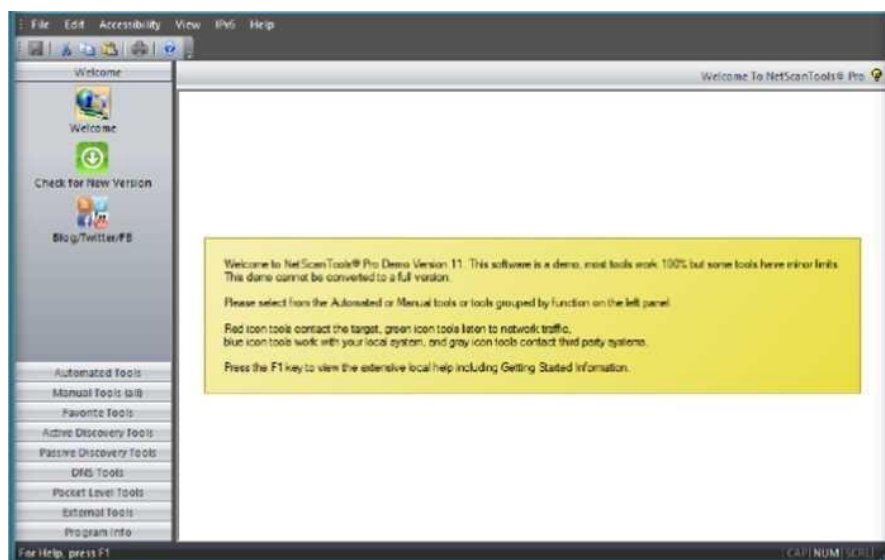 File Edit Accessibility View IPv6 Help
Welcome
Welcome To NetScanTools® Pro
Welcome
Check for New Version
Blog/Twitter/FB
Welcome to NetScanTools® Pro Demo Version 11. This software is a demo, most tools work 100% but some tools have minor limits.
This demo cannot be converted to a full version.
Please select from the Automated or Manual tools or tools grouped by function on the left panel
Red icon tools contact the target, green icon tools listen to network traffic,
blue icon tools work with your local system, and gray icon tools contact third party systems.
Press the F1 key to view the extensive local help including Getting Started Information.
Automated Tools
Manual Tools (all)
Favorite Tools
Active Discovery Tools
Passive Discovery Tools
DNS Tools
Packet Level Tools
External Tools
Program Info
For Help, press F1
CAP NUM SCRL